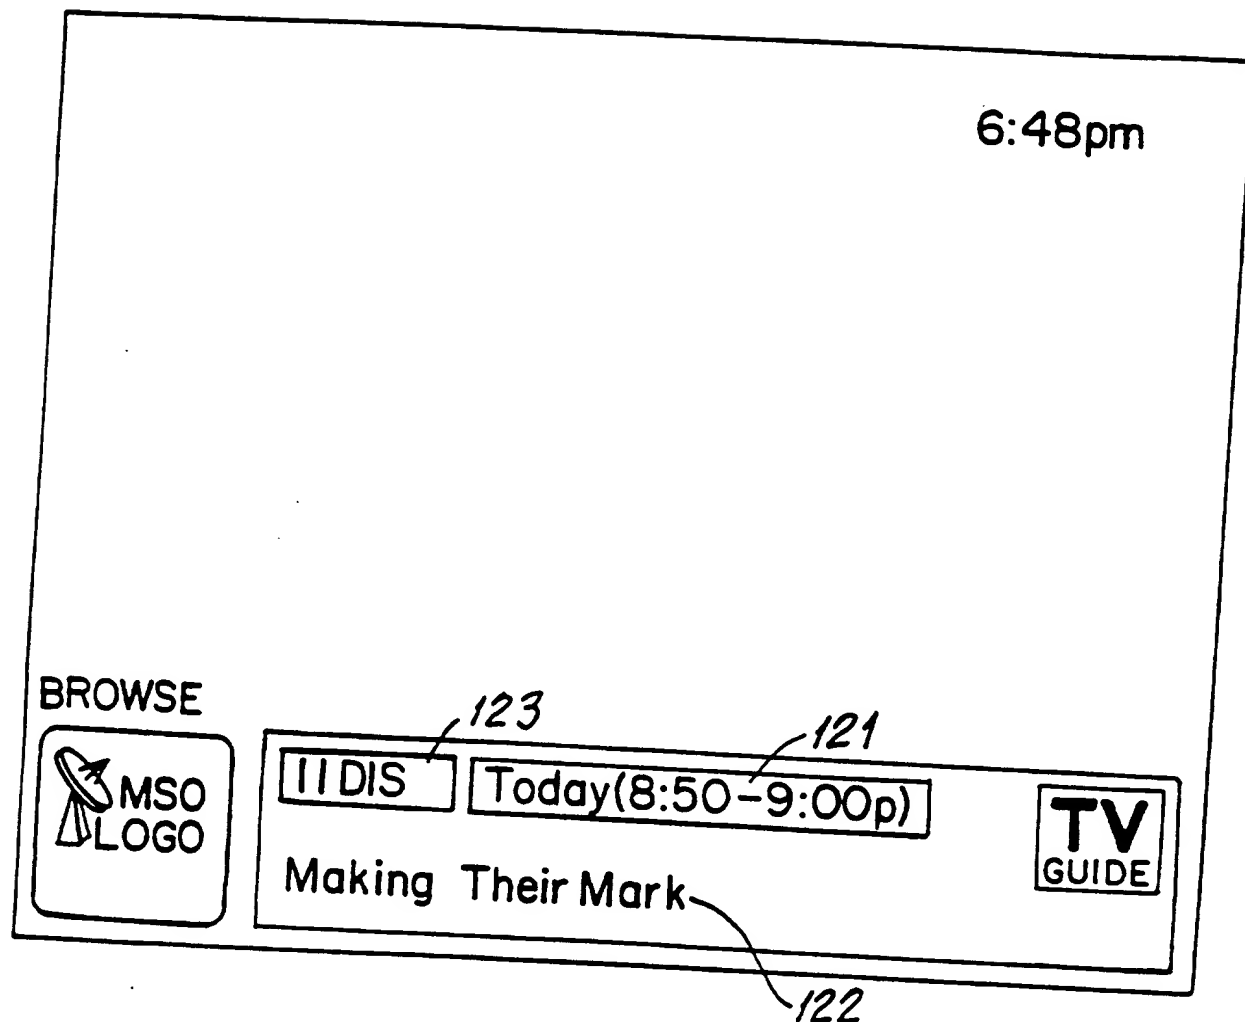 6:48pm
BROWSE
123
121
11 DIS
Today(8:50-9:00p)
MSO
LOGO
TV
GUIDE
Making Their Mark
122